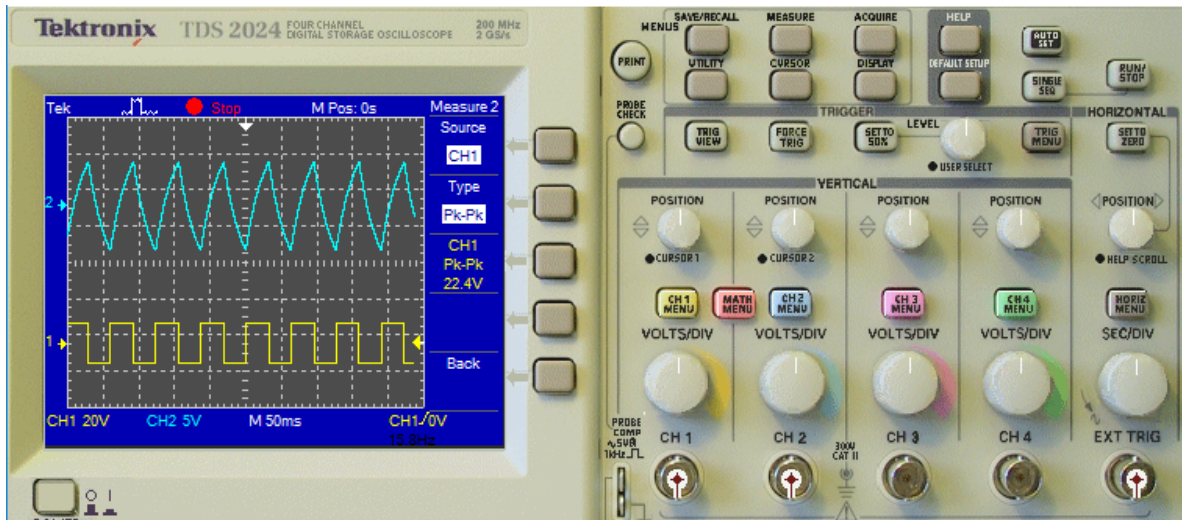 Tektronix TDS 2024 FOUR CHANNEL
DIGITAL STORAGE OSCILLOSCOPE
200 MHz
2 GS/s
Tek Stop M Pos: 0s Measure 2
Source
CH1
Type
Pk-Pk
CH1
Pk-Pk
22.4V
Back
2
1
CH1 20V CH2 5V M 50ms CH1 0V
15.8Hz
MENUS
SAVE/RECALL MEASURE ACQUIRE HELP
UTILITY CURSOR DISPLAY DEFAULT SETUP
PRINT
AUTO
SET
SINGLE
SEQ
RUN/
STOP
PROBE
CHECK
TRIGGER
TRIG
VIEW
FORCE
TRIG
SET TO
50%
LEVEL
USER SELECT
TRIG
MENU
HORIZONTAL
SET TO
ZERO
VERTICAL
POSITION POSITION POSITION POSITION POSITION
CURSOR 1 CURSOR 2 HELP SCROLL
CH 1
MENU
MATH
MENU
CH 2
MENU
CH 3
MENU
CH 4
MENU
HORIZ
MENU
VOLTS/DIV VOLTS/DIV VOLTS/DIV VOLTS/DIV SEC/DIV
PROBE
COMP
~5V@
1kHz
CH 1 CH 2 CH 3 CH 4 EXT TRIG
300V
CAT II
O I